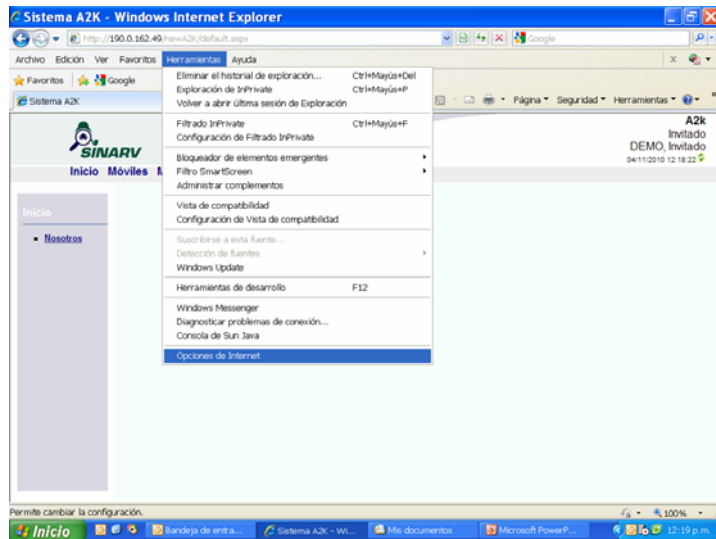 Sistema A2K - Windows Internet Explorer
http://190.0.162.49/newA2K/default.aspx
Google
Archivo Edición Ver Favoritos Herramientas Ayuda
Favoritos Google
Sistema A2K
Página Seguridad Herramientas
Eliminar el historial de exploración... Ctrl+Mayús+Del
Exploración de InPrivate Ctrl+Mayús+P
Volver a abrir última sesión de Exploración
Filtrado InPrivate Ctrl+Mayús+F
Configuración de Filtrado InPrivate
Bloqueador de elementos emergentes
Filtro SmartScreen
Administrar complementos
Vista de compatibilidad
Configuración de Vista de compatibilidad
Suscribirse a esta fuente...
Detección de fuentes
Windows Update
Herramientas de desarrollo F12
Windows Messenger
Diagnosticar problemas de conexión...
Consola de Sun Java
Opciones de Internet
SINARV
A2k
Invitado
DEMO, Invitado
04/11/2010 12:18:22
Inicio Móviles M
Inicio
Nosotros
Permite cambiar la configuración.
100%
Inicio
Bandeja de entra...
Sistema A2K - Wi...
Mis documentos
Microsoft PowerP...
12:19 p.m.